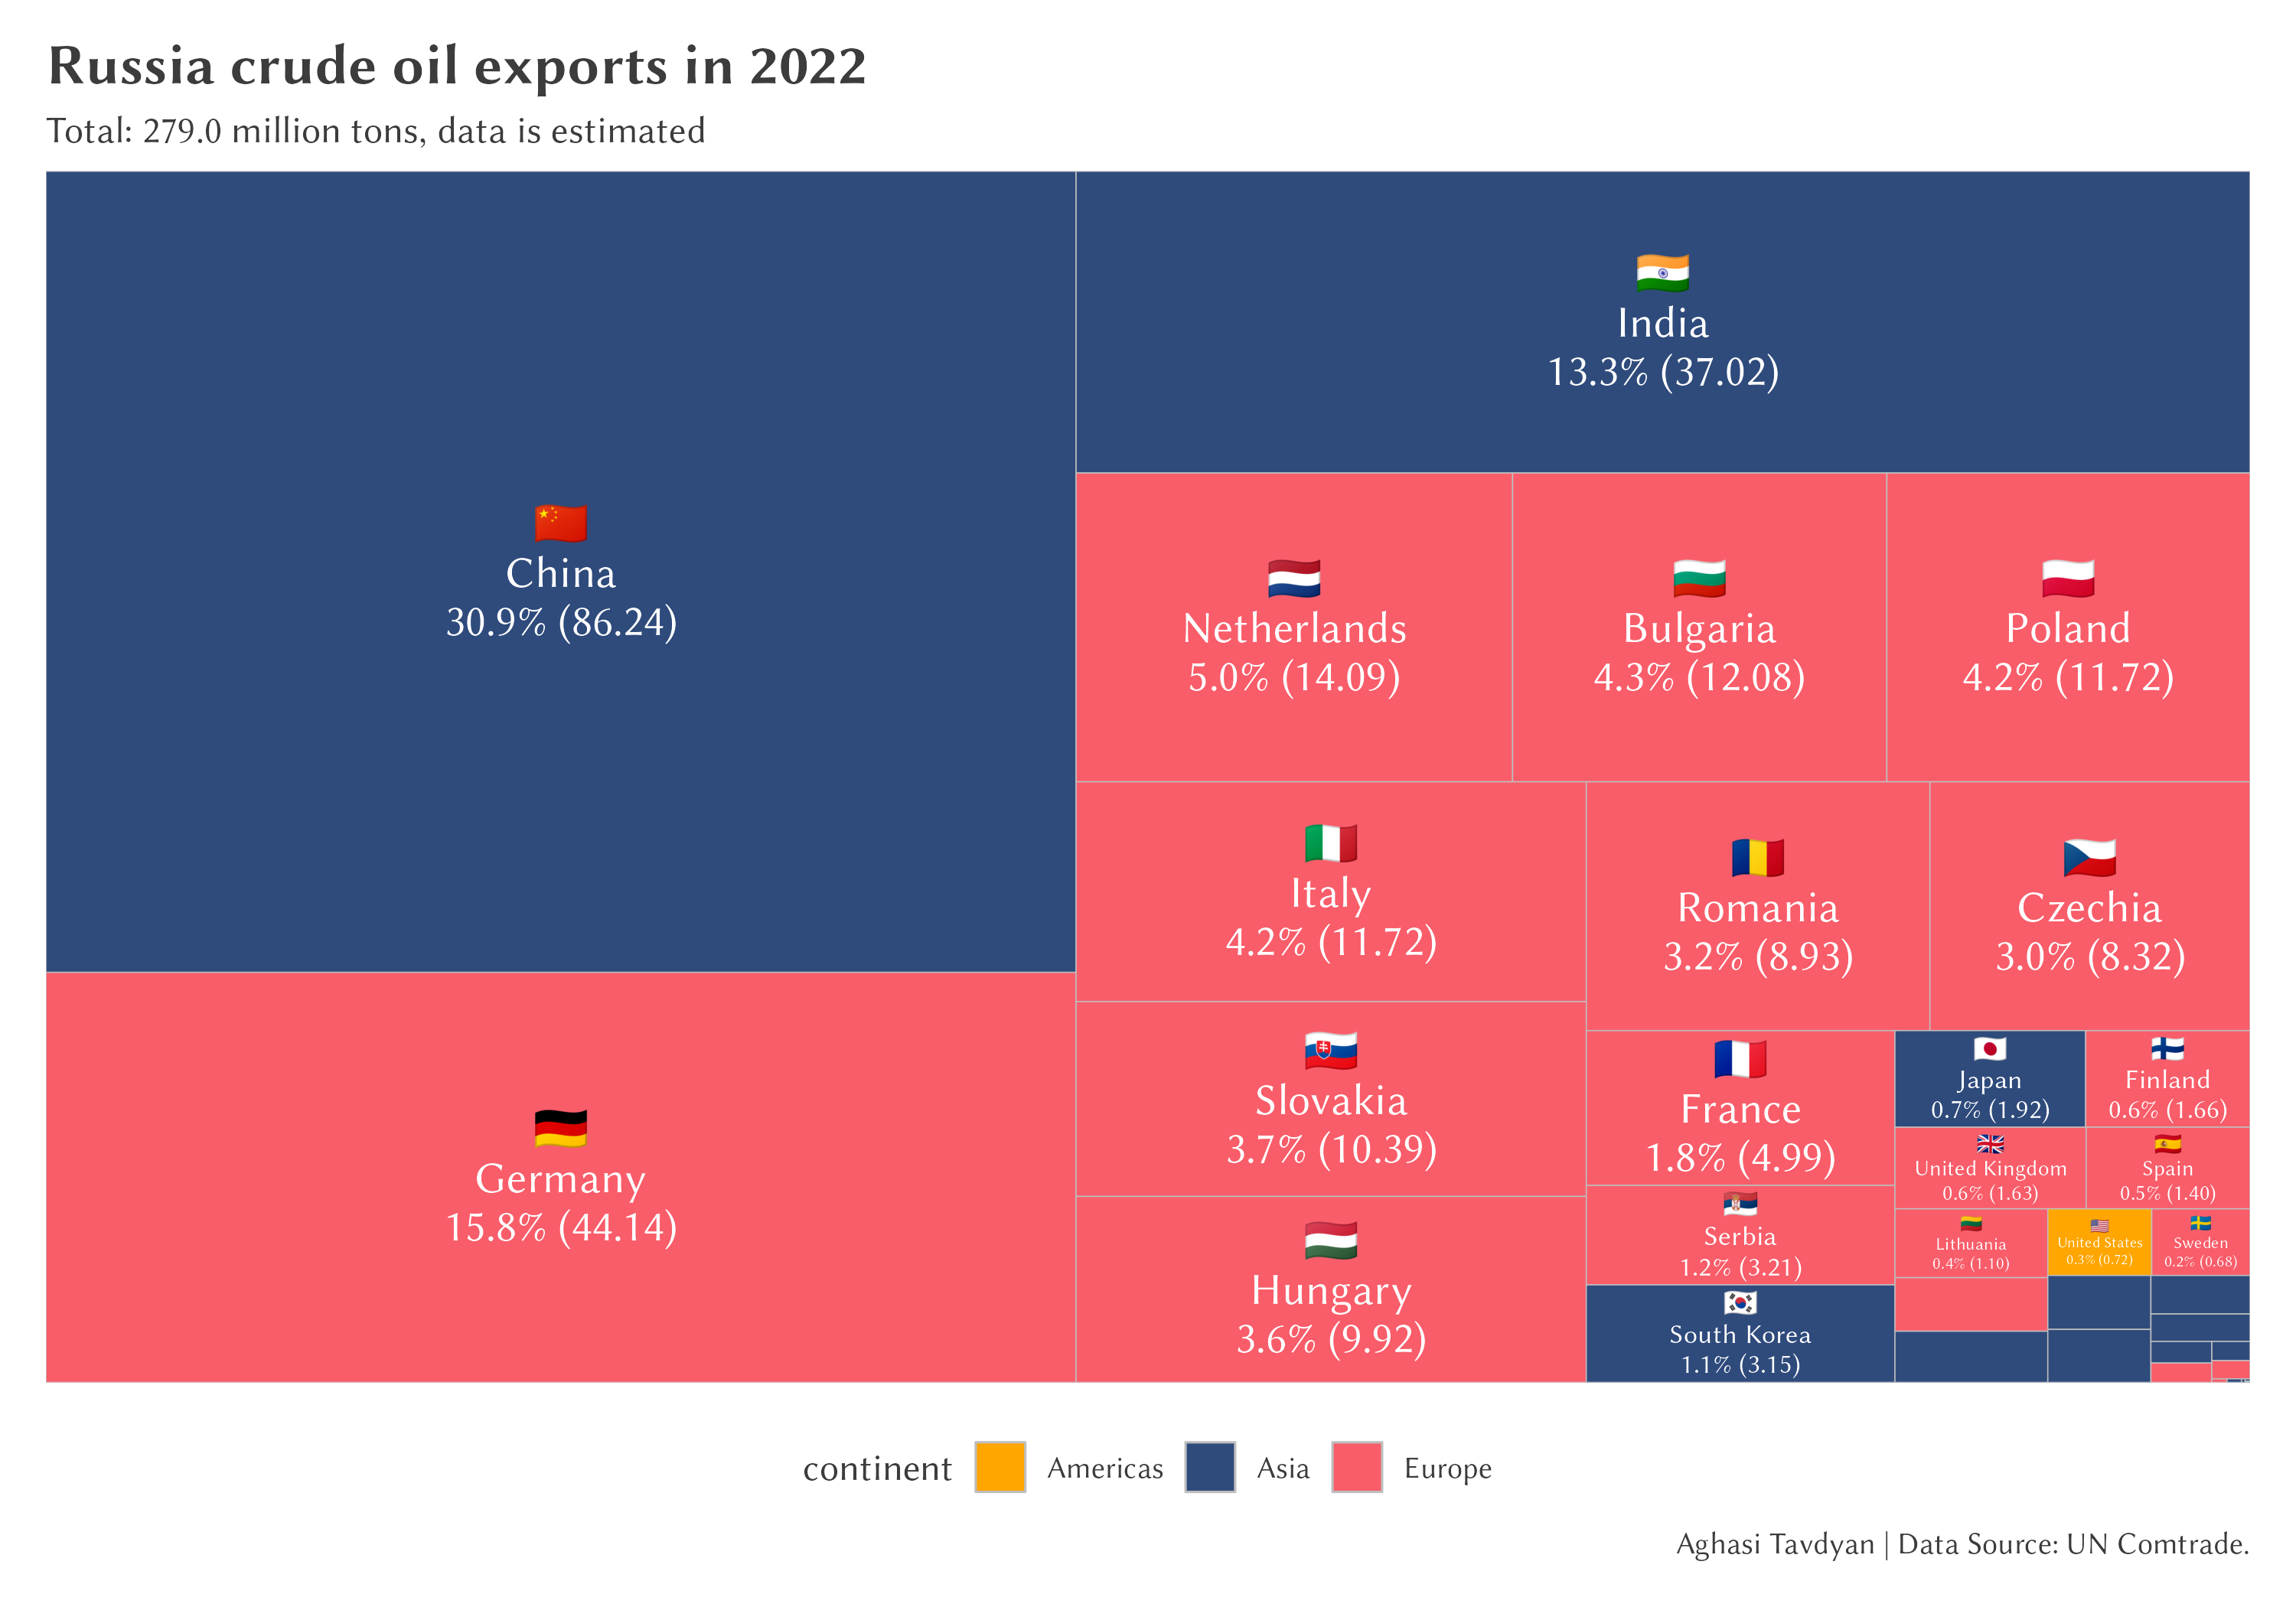 Russia crude oil exports in 2022
Total: 279.0 million tons, data is estimated
China
30.9% (86.24)
Germany
15.8% (44.14)
India
13.3% (37.02)
Netherlands
5.0% (14.09)
Bulgaria
4.3% (12.08)
Poland
4.2% (11.72)
Italy
4.2% (11.72)
Slovakia
3.7% (10.39)
Hungary
3.6% (9.92)
Romania
3.2% (8.93)
Czechia
3.0% (8.32)
France
1.8% (4.99)
Serbia
1.2% (3.21)
South Korea
1.1% (3.15)
Japan
0.7% (1.92)
Finland
0.6% (1.66)
United Kingdom
0.6% (1.63)
Spain
0.5% (1.40)
Lithuania
0.4% (1.10)
United States
0.3% (0.72)
Sweden
0.2% (0.68)
continent Americas Asia Europe
Aghasi Tavdyan | Data Source: UN Comtrade.